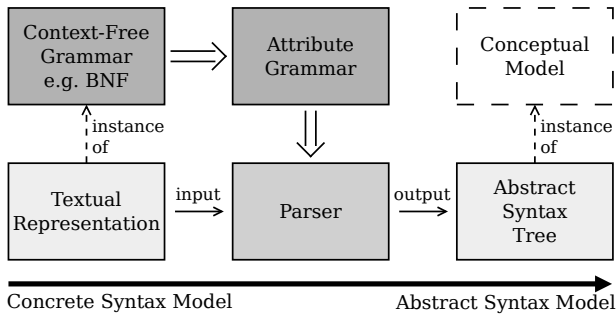 Context-Free
Grammar
e.g. BNF
Attribute
Grammar
Conceptual
Model
instance
of
instance
of
Textual
Representation
input
Parser
output
Abstract
Syntax
Tree
Concrete Syntax Model
Abstract Syntax Model